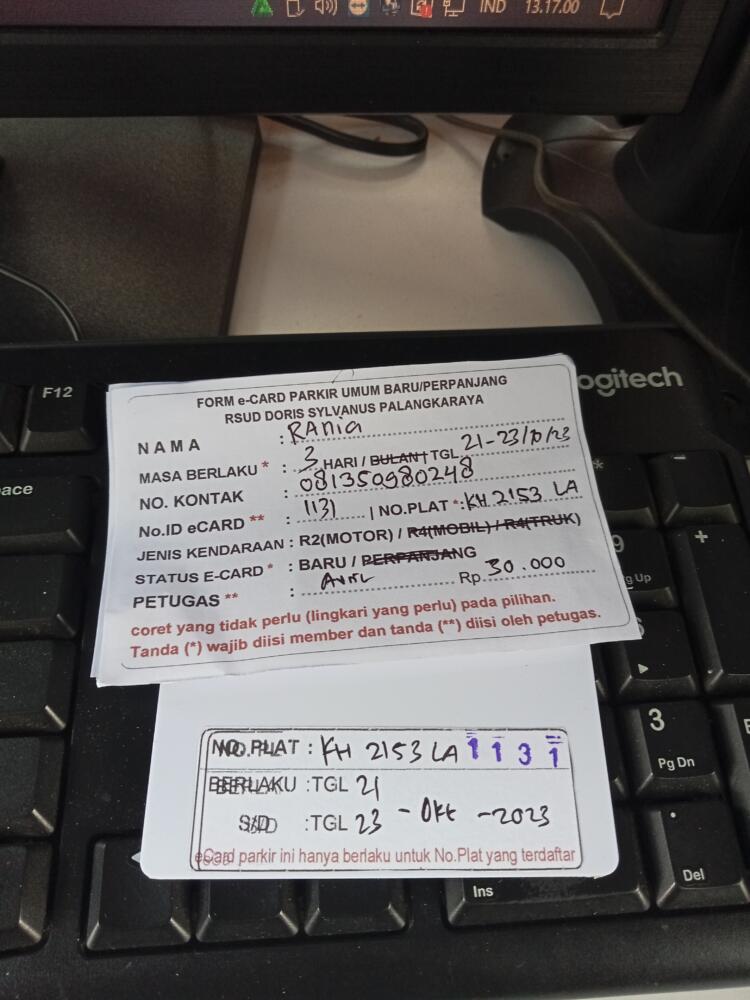 IND 13.17.00
F12
ogitech
FORM e-CARD PARKIR UMUM BARU/PERPANJANG
RSUD DORIS SYLVANUS PALANGKARAYA
NAMA : RANIA
MASA BERLAKU * : 3 HARI / BULAN | TGL 21-23/10/23
NO. KONTAK : 081350980248
No.ID eCARD ** : 1131 | NO.PLAT * : KH 2153 LA
JENIS KENDARAAN : R2(MOTOR) / R4(MOBIL) / R4(TRUK)
STATUS E-CARD * : BARU / PERPANJANG
PETUGAS ** : Rp. 30.000
coret yang tidak perlu (lingkari yang perlu) pada pilihan.
Tanda (*) wajib diisi member dan tanda (**) diisi oleh petugas.
NO.PLAT : KH 2153 LA 1131
BERLAKU : TGL 21
S/D : TGL 23 - Okt - 2023
eCard parkir ini hanya berlaku untuk No.Plat yang terdaftar
pace
*
-
9
g Up
+
3
Pg Dn
Ins
.
Del